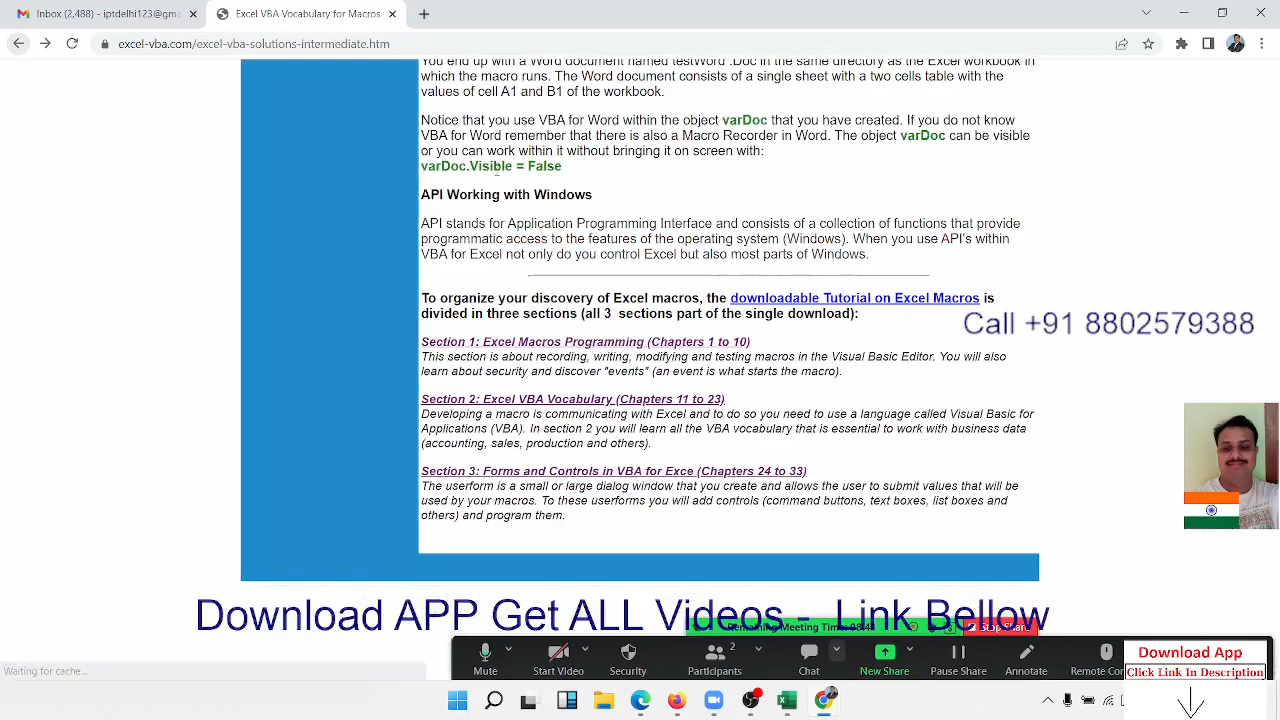 Inbox (2,488) - iptdelhi123@gm
Excel VBA Vocabulary for Macros
excel-vba.com/excel-vba-solutions-intermediate.htm
You end up with a Word document named testWord .Doc in the same directory as the Excel workbook in
which the macro runs. The Word document consists of a single sheet with a two cells table with the
values of cell A1 and B1 of the workbook.
Notice that you use VBA for Word within the object varDoc that you have created. If you do not know
VBA for Word remember that there is also a Macro Recorder in Word. The object varDoc can be visible
or you can work within it without bringing it on screen with:
varDoc.Visible = False
API Working with Windows
API stands for Application Programming Interface and consists of a collection of functions that provide
programmatic access to the features of the operating system (Windows). When you use API's within
VBA for Excel not only do you control Excel but also most parts of Windows.
To organize your discovery of Excel macros, the downloadable Tutorial on Excel Macros is
divided in three sections (all 3 sections part of the single download):
Call +91 8802579388
Section 1: Excel Macros Programming (Chapters 1 to 10)
This section is about recording, writing, modifying and testing macros in the Visual Basic Editor. You will also
learn about security and discover "events" (an event is what starts the macro).
Section 2: Excel VBA Vocabulary (Chapters 11 to 23)
Developing a macro is communicating with Excel and to do so you need to use a language called Visual Basic for
Applications (VBA). In section 2 you will learn all the VBA vocabulary that is essential to work with business data
(accounting, sales, production and others).
Section 3: Forms and Controls in VBA for Exce (Chapters 24 to 33)
The userform is a small or large dialog window that you create and allows the user to submit values that will be
used by your macros. To these userforms you will add controls (command buttons, text boxes, list boxes and
others) and program them.
Download APP Get ALL Videos - Link Bellow
Remaining Meeting Time: Stop Share
Mute Start Video Security Participants 2 Chat New Share Pause Share Annotate Remote Con
Waiting for cache...
Download App
Click Link In Description